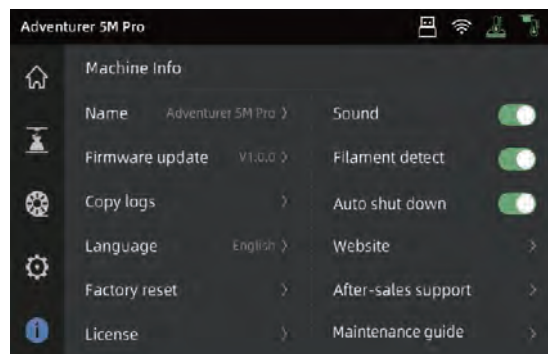 Adventurer 5M Pro
Machine Info
Name Adventurer 5M Pro >
Firmware update V1.0.0 >
Copy logs >
Language English >
Factory reset >
License >
Sound
Filament detect
Auto shut down
Website >
After-sales support >
Maintenance guide >